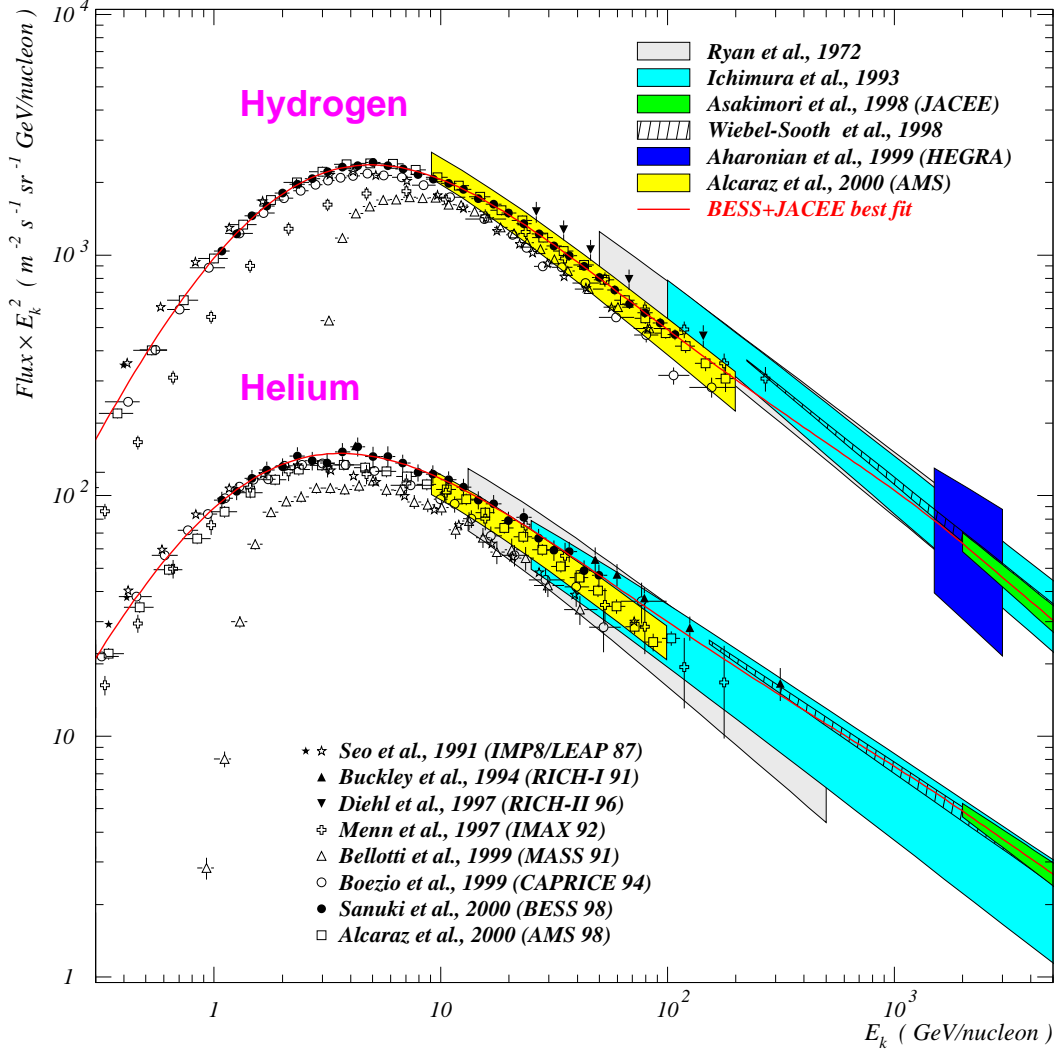 Flux × E_k^2 ( m^-2 s^-1 sr^-1 GeV/nucleon)
10^4
10^3
10^2
10
1
Hydrogen
Helium
Ryan et al., 1972
Ichimura et al., 1993
Asakimori et al., 1998 (JACEE)
Wiebel-Sooth et al., 1998
Aharonian et al., 1999 (HEGRA)
Alcaraz et al., 2000 (AMS)
BESS+JACEE best fit
Seo et al., 1991 (IMP8/LEAP 87)
Buckley et al., 1994 (RICH-I 91)
Diehl et al., 1997 (RICH-II 96)
Menn et al., 1997 (IMAX 92)
Bellotti et al., 1999 (MASS 91)
Boezio et al., 1999 (CAPRICE 94)
Sanuki et al., 2000 (BESS 98)
Alcaraz et al., 2000 (AMS 98)
1 10 10^2 10^3
E_k ( GeV/nucleon)